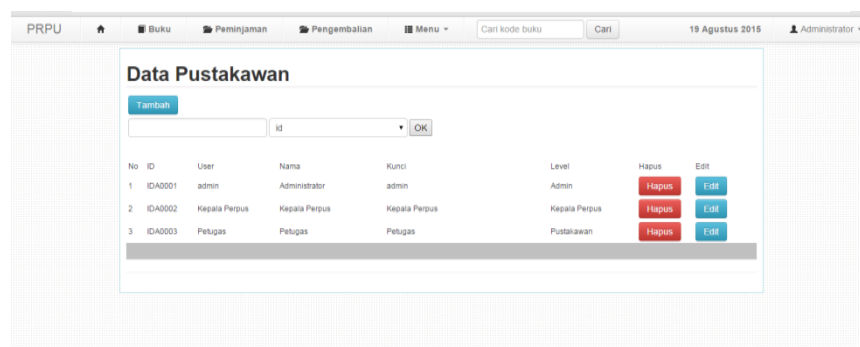 PRPU Buku Peminjaman Pengembalian Menu Cari kode buku Cari 19 Agustus 2015 Administrator
Data Pustakawan
Tambah
id OK
No ID User Nama Kunci Level Hapus Edit
1 IDA0001 admin Administrator admin Admin Hapus Edit
2 IDA0002 Kepala Perpus Kepala Perpus Kepala Perpus Kepala Perpus Hapus Edit
3 IDA0003 Petugas Petugas Petugas Pustakawan Hapus Edit